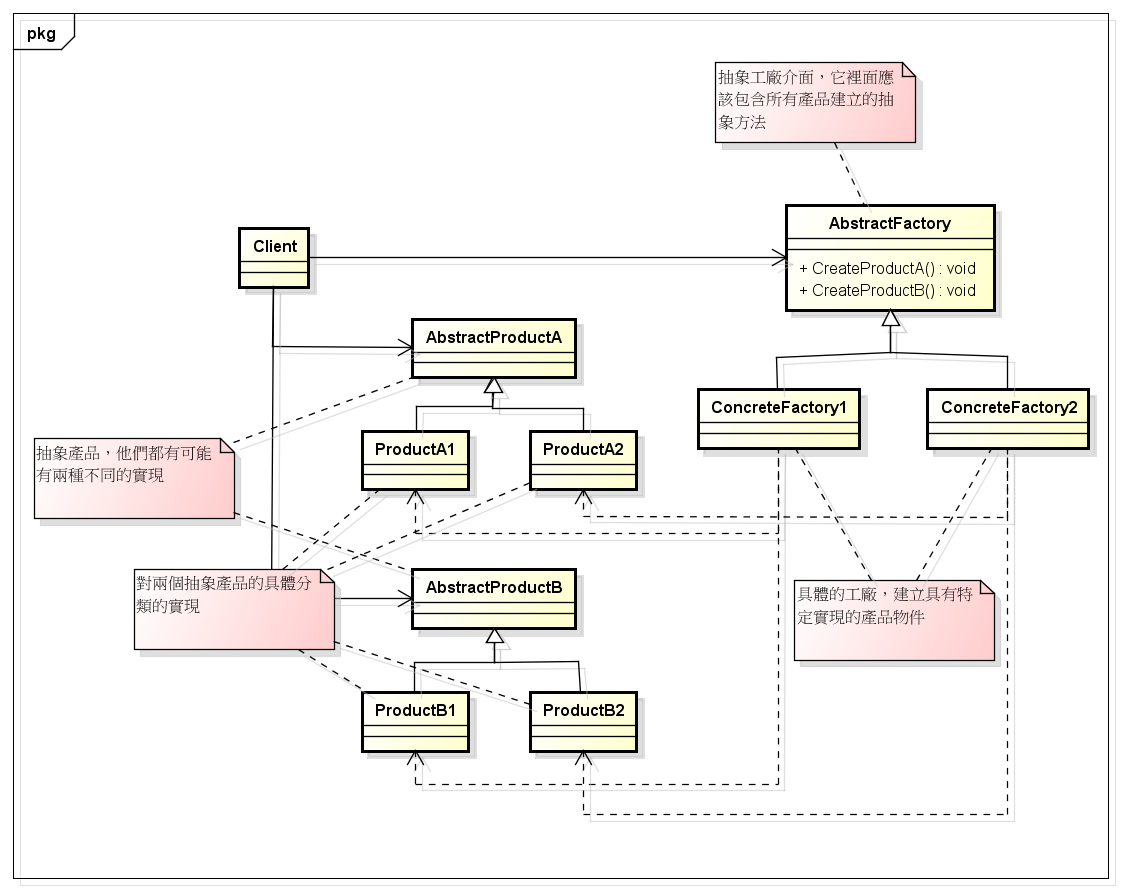 pkg
抽象工廠介面，它裡面應
該包含所有產品建立的抽
象方法
AbstractFactory
+ CreateProductA() : void
+ CreateProductB() : void
Client
AbstractProductA
ConcreteFactory1
ConcreteFactory2
ProductA1
ProductA2
抽象產品，他們都有可能
有兩種不同的實現
對兩個抽象產品的具體分
類的實現
AbstractProductB
具體的工廠，建立具有特
定實現的產品物件
ProductB1
ProductB2